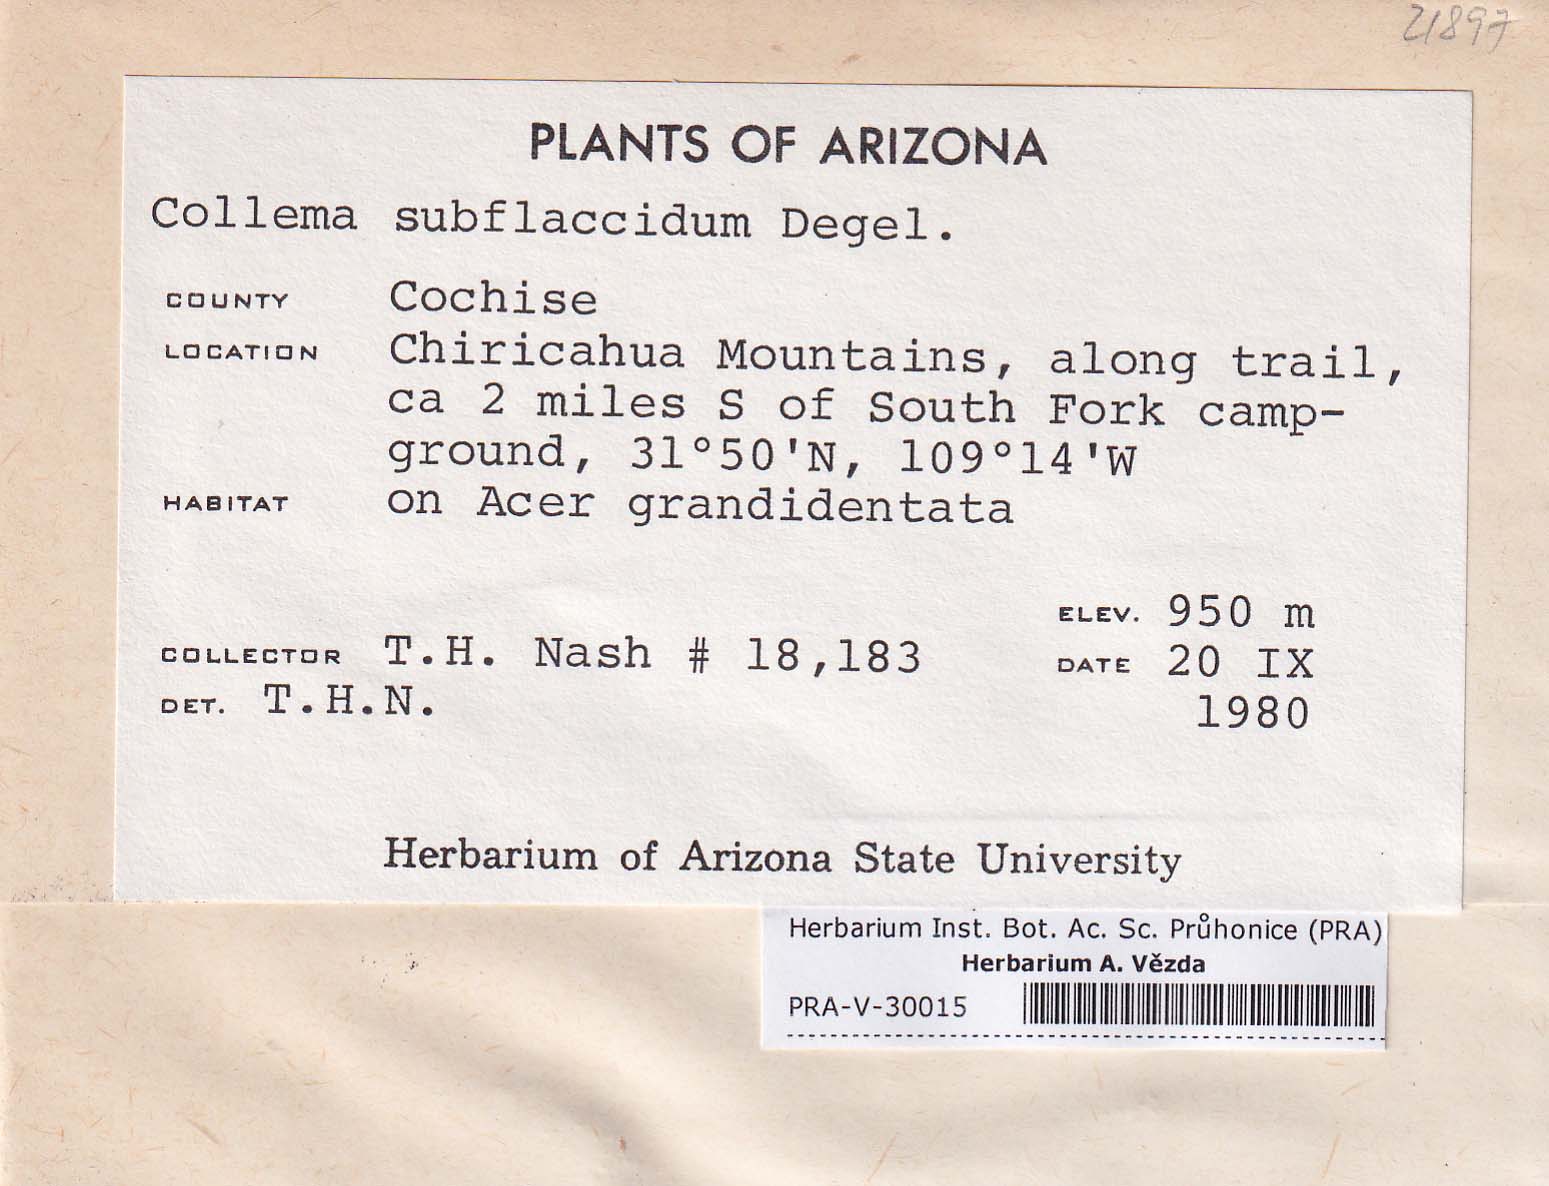 21897
PLANTS OF ARIZONA
Collema subflaccidum Degel.
COUNTY Cochise
LOCATION Chiricahua Mountains, along trail,
ca 2 miles S of South Fork camp-
ground, 31°50'N, 109°14'W
HABITAT on Acer grandidentata
ELEV. 950 m
COLLECTOR T.H. Nash # 18,183
DATE 20 IX
1980
DET. T.H.N.
Herbarium of Arizona State University
Herbarium Inst. Bot. Ac. Sc. Průhonice (PRA)
Herbarium A. Vězda
PRA-V-30015